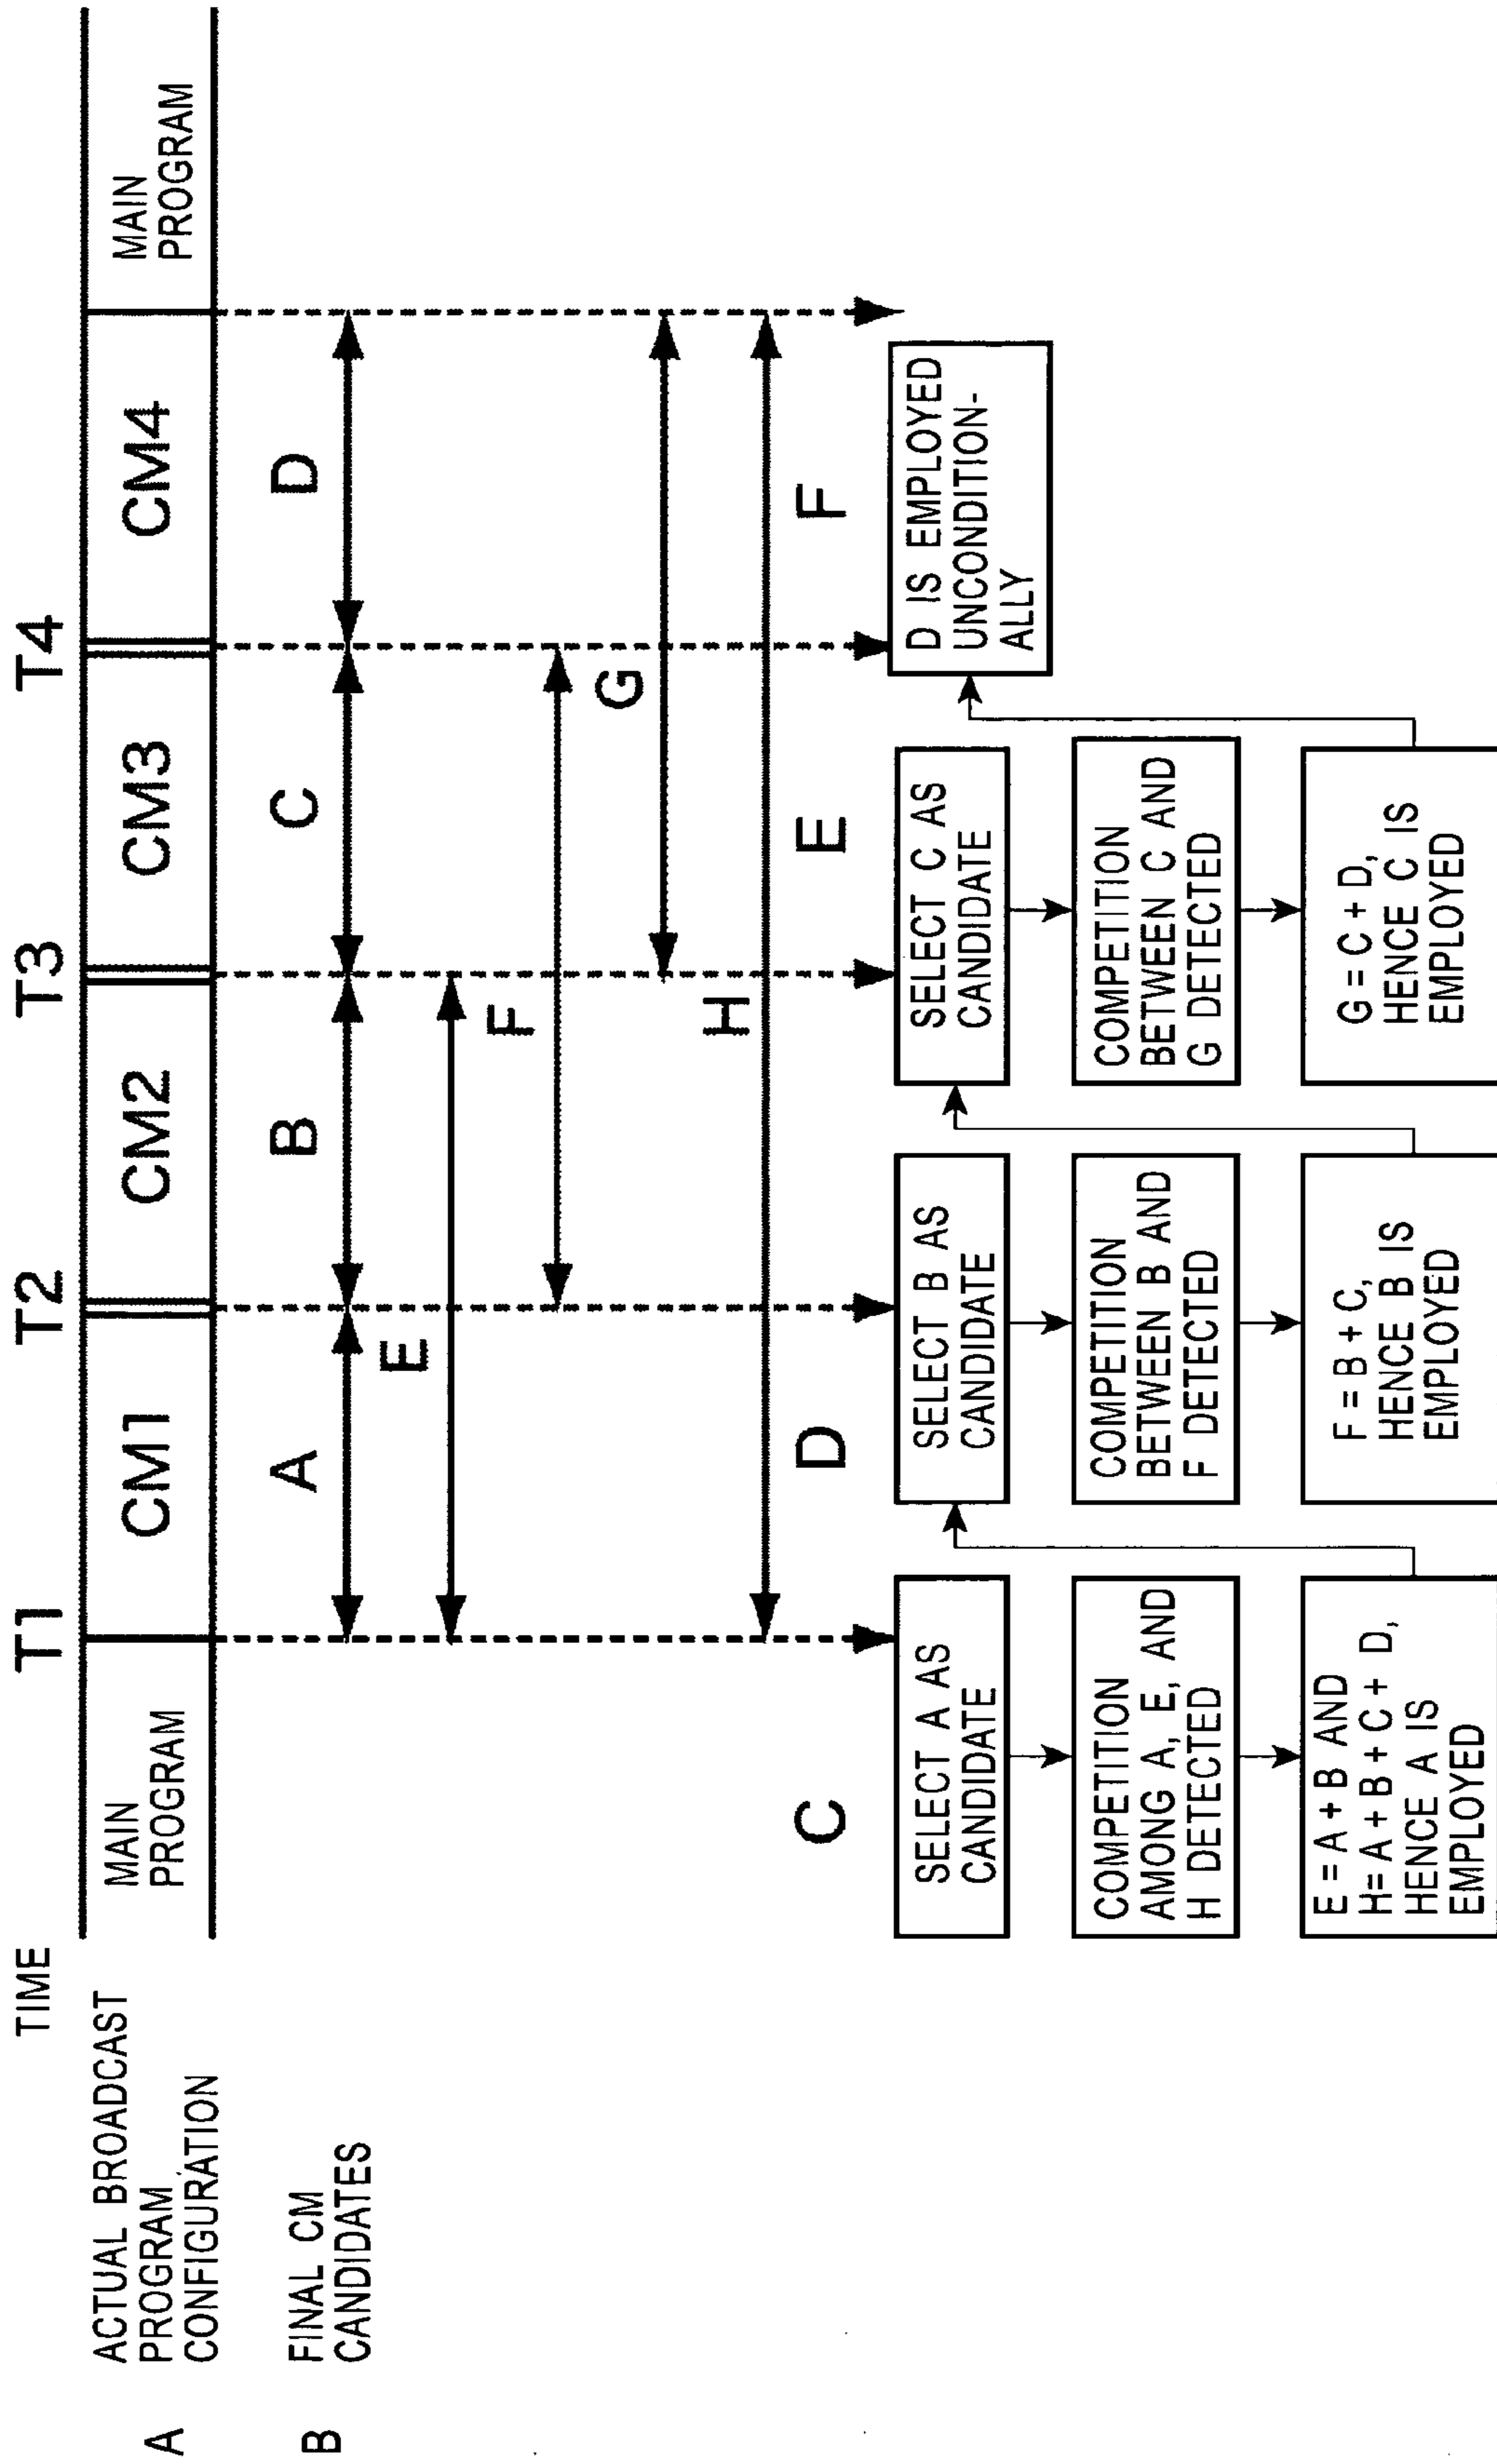 TIME
T1
T2
T3
T4
A
ACTUAL BROADCAST
PROGRAM
CONFIGURATION
MAIN
PROGRAM
CM1
CM2
CM3
CM4
MAIN
PROGRAM
B
FINAL CM
CANDIDATES
A
B
C
D
E
F
G
H
C
D
E
F
SELECT A AS
CANDIDATE
COMPETITION
AMONG A, E, AND
H DETECTED
E = A + B AND
H= A + B + C + D,
HENCE A IS
EMPLOYED
SELECT B AS
CANDIDATE
COMPETITION
BETWEEN B AND
F DETECTED
F = B + C,
HENCE B IS
EMPLOYED
SELECT C AS
CANDIDATE
COMPETITION
BETWEEN C AND
G DETECTED
G = C + D,
HENCE C IS
EMPLOYED
D IS EMPLOYED
UNCONDITION-
ALLY